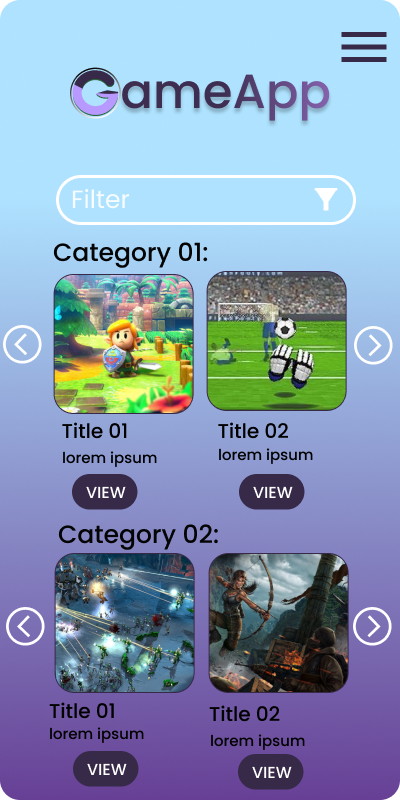 GameApp
Filter
Category 01:
Title 01
Title 02
lorem ipsum
lorem ipsum
VIEW
VIEW
Category 02:
Title 01
Title 02
lorem ipsum
lorem ipsum
VIEW
VIEW